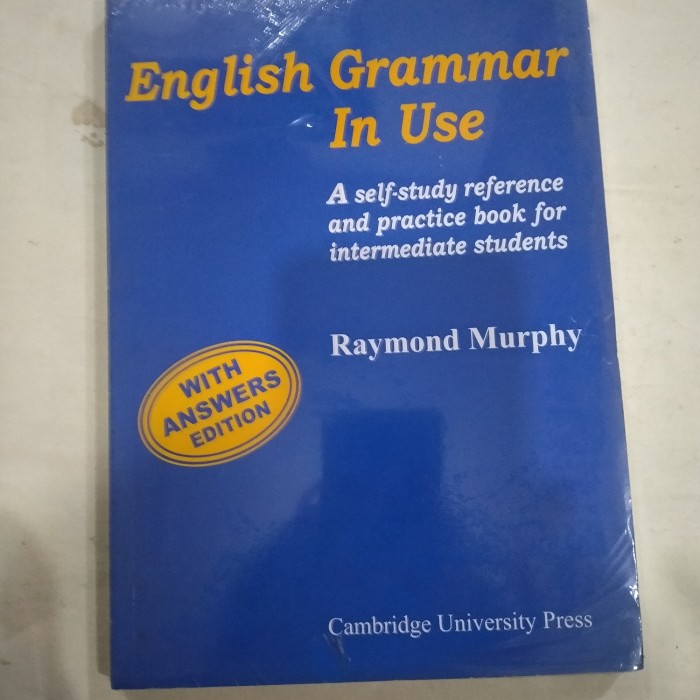 English Grammar
In Use
A self-study reference
and practice book for
intermediate students
Raymond Murphy
WITH
ANSWERS
EDITION
Cambridge University Press